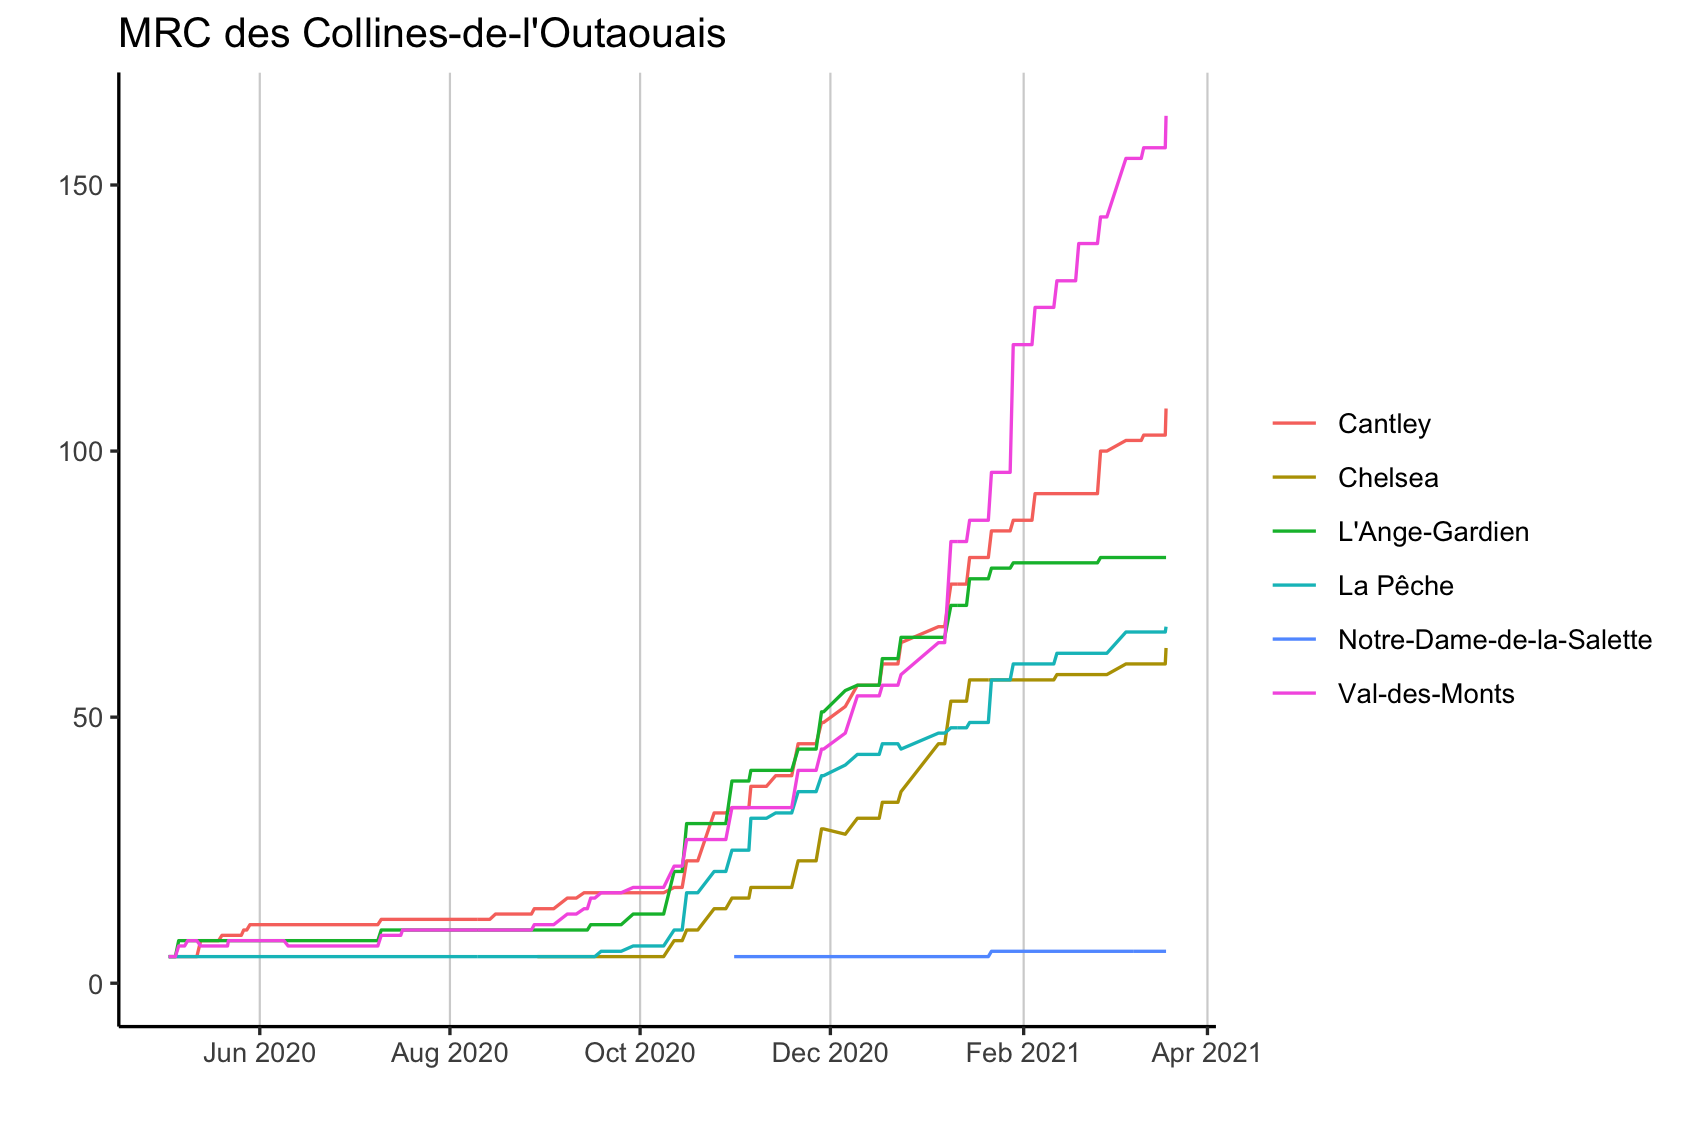 MRC des Collines-de-l'Outaouais
150
100
50
0
Jun 2020 Aug 2020 Oct 2020 Dec 2020 Feb 2021 Apr 2021
Cantley
Chelsea
L'Ange-Gardien
La Pêche
Notre-Dame-de-la-Salette
Val-des-Monts